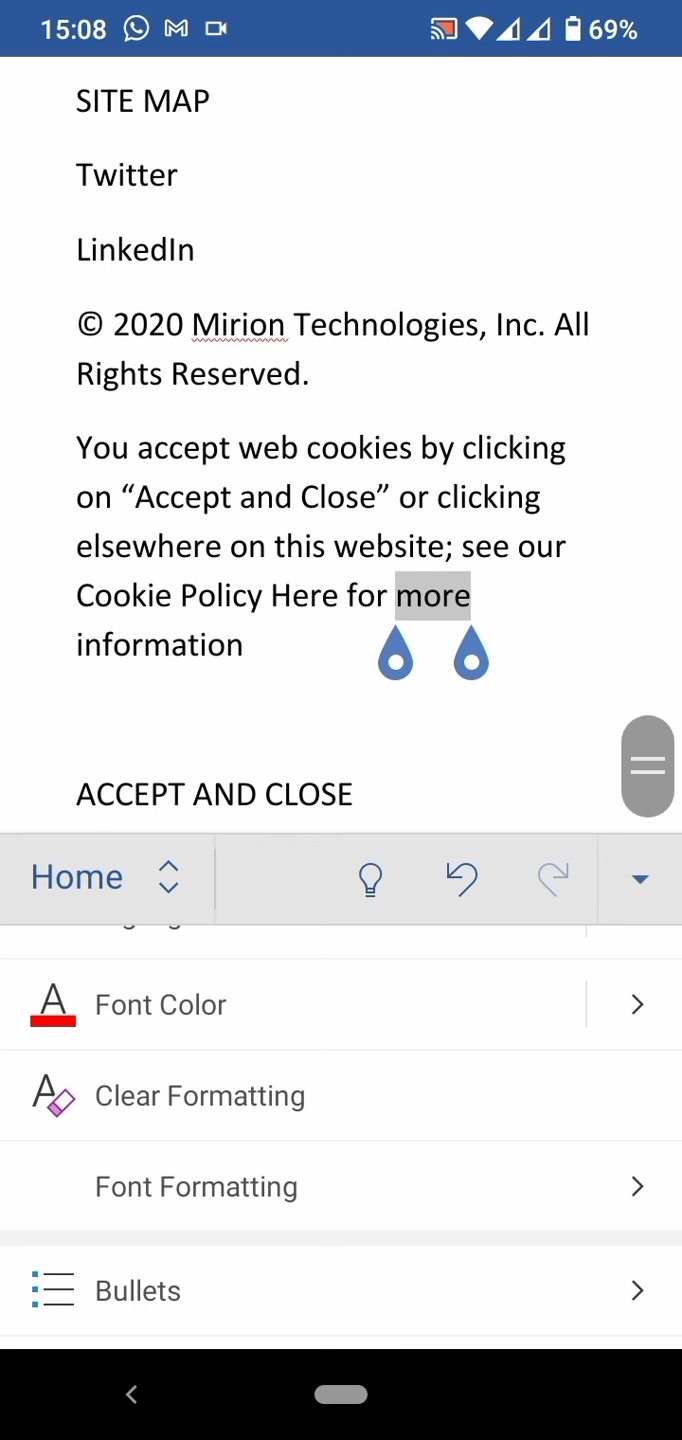 15:08
69%
SITE MAP
Twitter
LinkedIn
© 2020 Mirion Technologies, Inc. All
Rights Reserved.
You accept web cookies by clicking
on “Accept and Close” or clicking
elsewhere on this website; see our
Cookie Policy Here for more
information
ACCEPT AND CLOSE
Home
Font Color
Clear Formatting
Font Formatting
Bullets